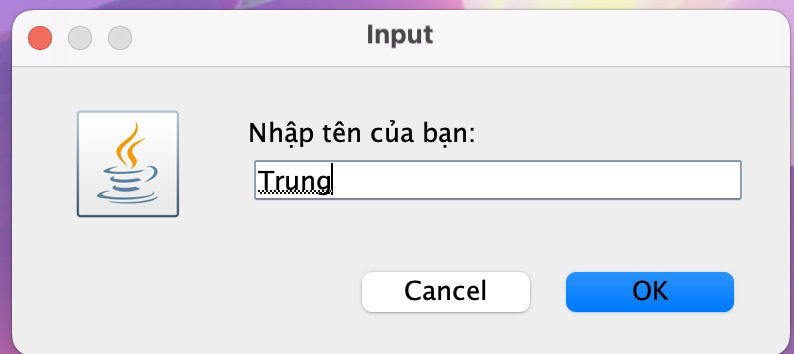 Input
Nhập tên của bạn:
Trung
Cancel
OK